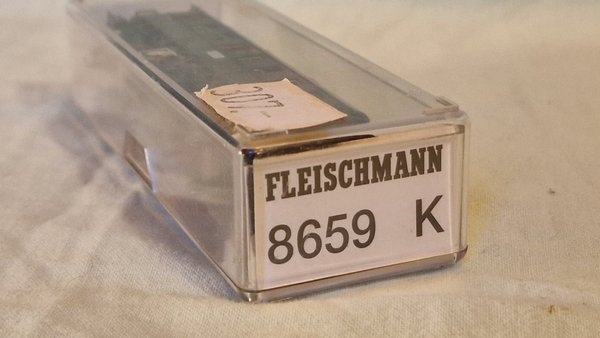 307.-
FLEISCHMANN
8659 K